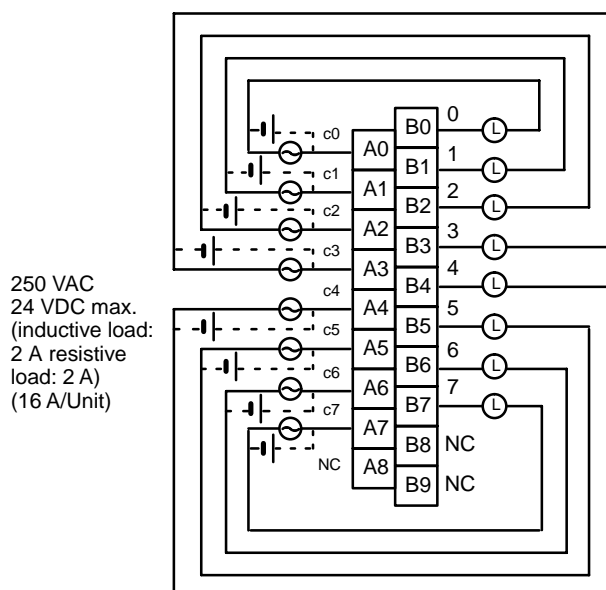 0
B0
L
c0
A0
1
B1
L
c1
A1
2
B2
L
c2
A2
3
B3
L
c3
A3
4
B4
L
c4
A4
5
B5
L
c5
A5
6
B6
L
c6
A6
7
B7
L
c7
A7
B8
NC
NC
A8
B9
NC
250 VAC
24 VDC max.
(inductive load:
2 A resistive
load: 2 A)
(16 A/Unit)